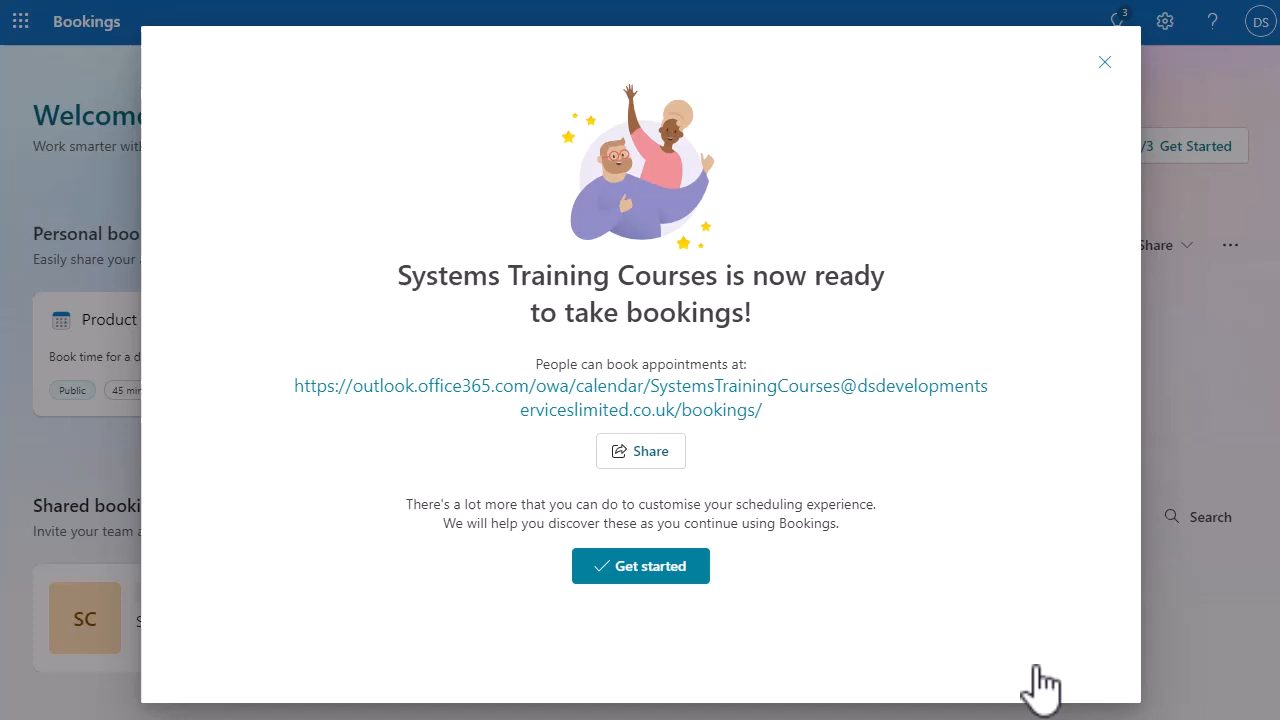 Bookings
3
DS
Welcom
Work smarter wit
/3 Get Started
Personal boo
Easily share your
Share
Product
Book time for a d
Public
45 min
Shared booki
Invite your team a
Search
SC
S
Systems Training Courses is now ready
to take bookings!
People can book appointments at:
https://outlook.office365.com/owa/calendar/SystemsTrainingCourses@dsdevelopments
erviceslimited.co.uk/bookings/
Share
There's a lot more that you can do to customise your scheduling experience.
We will help you discover these as you continue using Bookings.
Get started